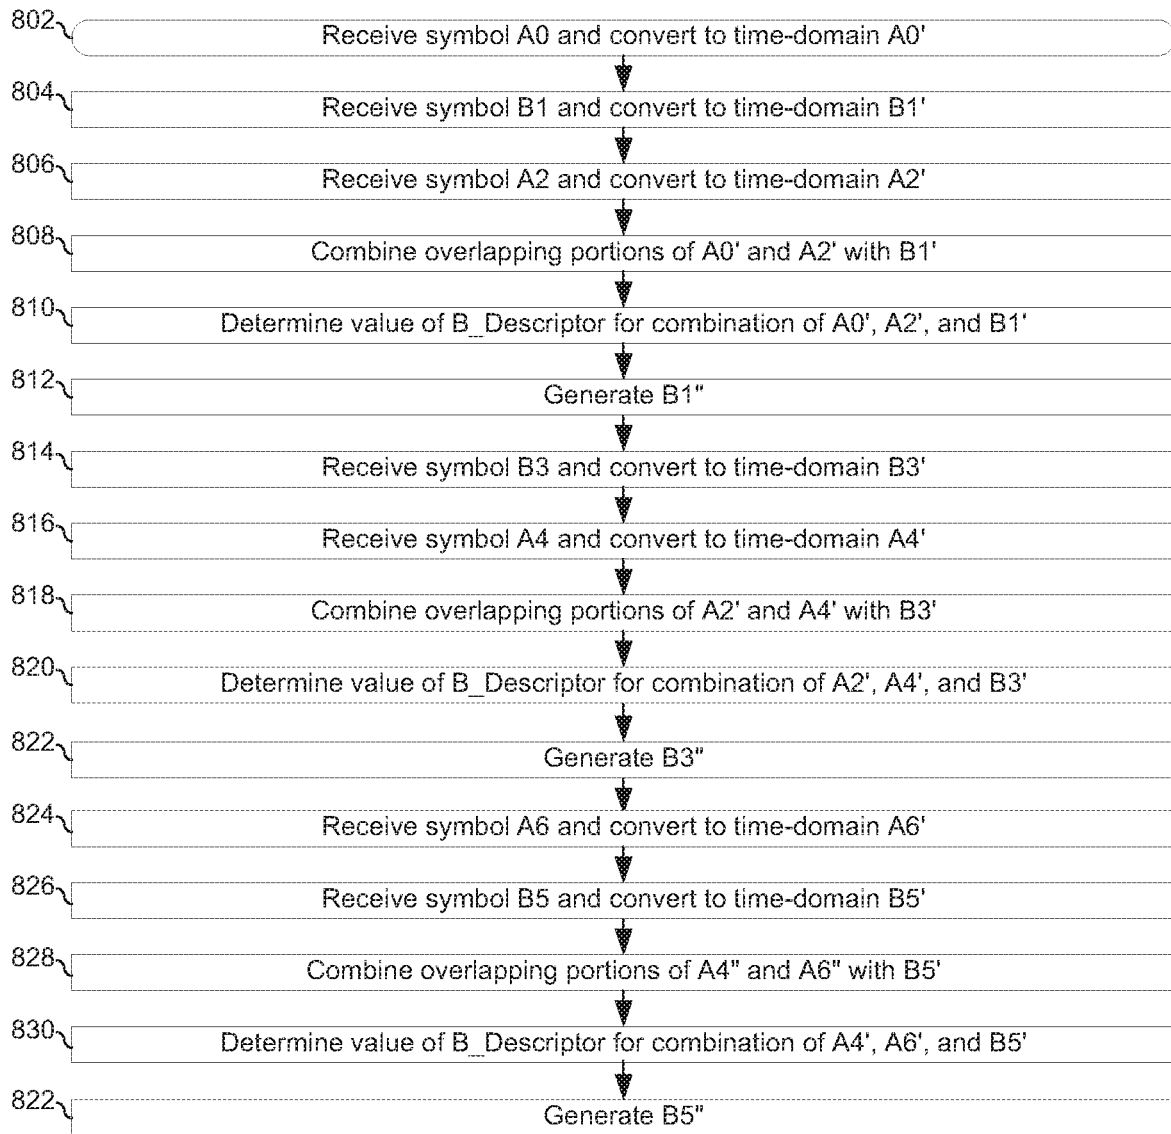 802 Receive symbol A0 and convert to time-domain A0'
804 Receive symbol B1 and convert to time-domain B1'
806 Receive symbol A2 and convert to time-domain A2'
808 Combine overlapping portions of A0' and A2' with B1'
810 Determine value of B_Descriptor for combination of A0', A2', and B1'
812 Generate B1"
814 Receive symbol B3 and convert to time-domain B3'
816 Receive symbol A4 and convert to time-domain A4'
818 Combine overlapping portions of A2' and A4' with B3'
820 Determine value of B_Descriptor for combination of A2', A4', and B3'
822 Generate B3"
824 Receive symbol A6 and convert to time-domain A6'
826 Receive symbol B5 and convert to time-domain B5'
828 Combine overlapping portions of A4" and A6" with B5'
830 Determine value of B_Descriptor for combination of A4', A6', and B5'
822 Generate B5"